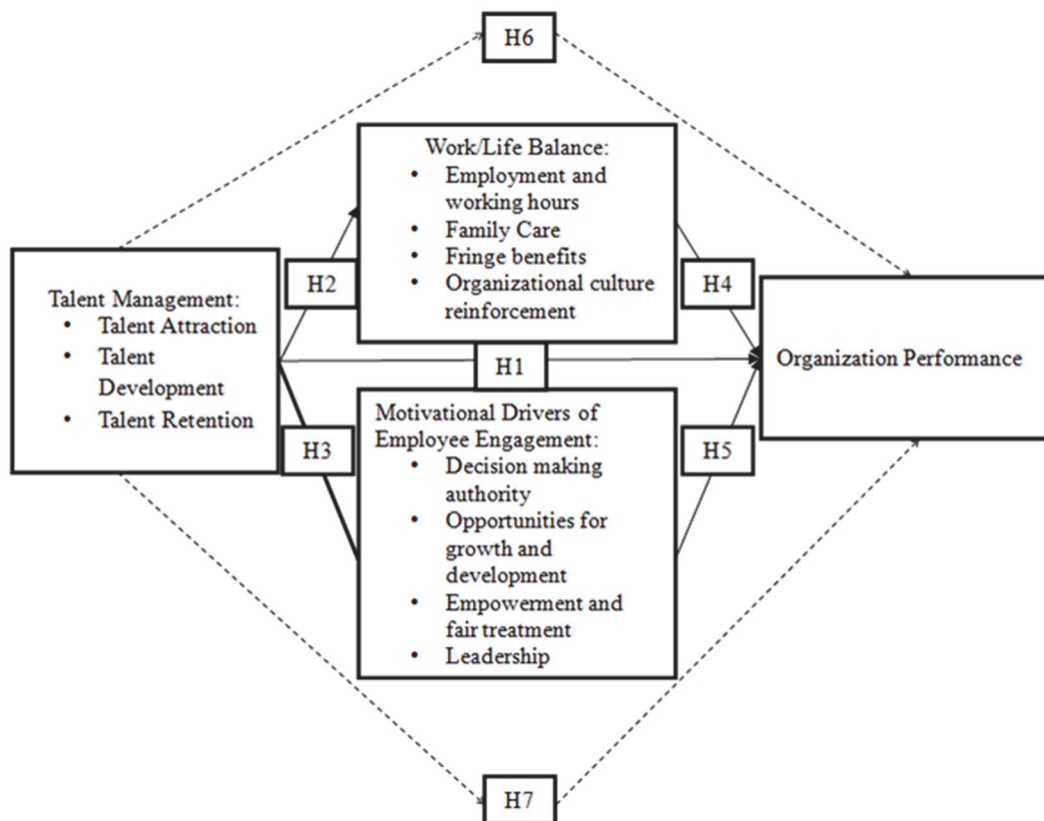 H6
Work/Life Balance:
• Employment and
working hours
• Family Care
• Fringe benefits
• Organizational culture
reinforcement
H2
H4
Talent Management:
• Talent Attraction
• Talent
Development
• Talent Retention
H1
Organization Performance
Motivational Drivers of
Employee Engagement:
• Decision making
authority
• Opportunities for
growth and
development
• Empowerment and
fair treatment
• Leadership
H3
H5
H7